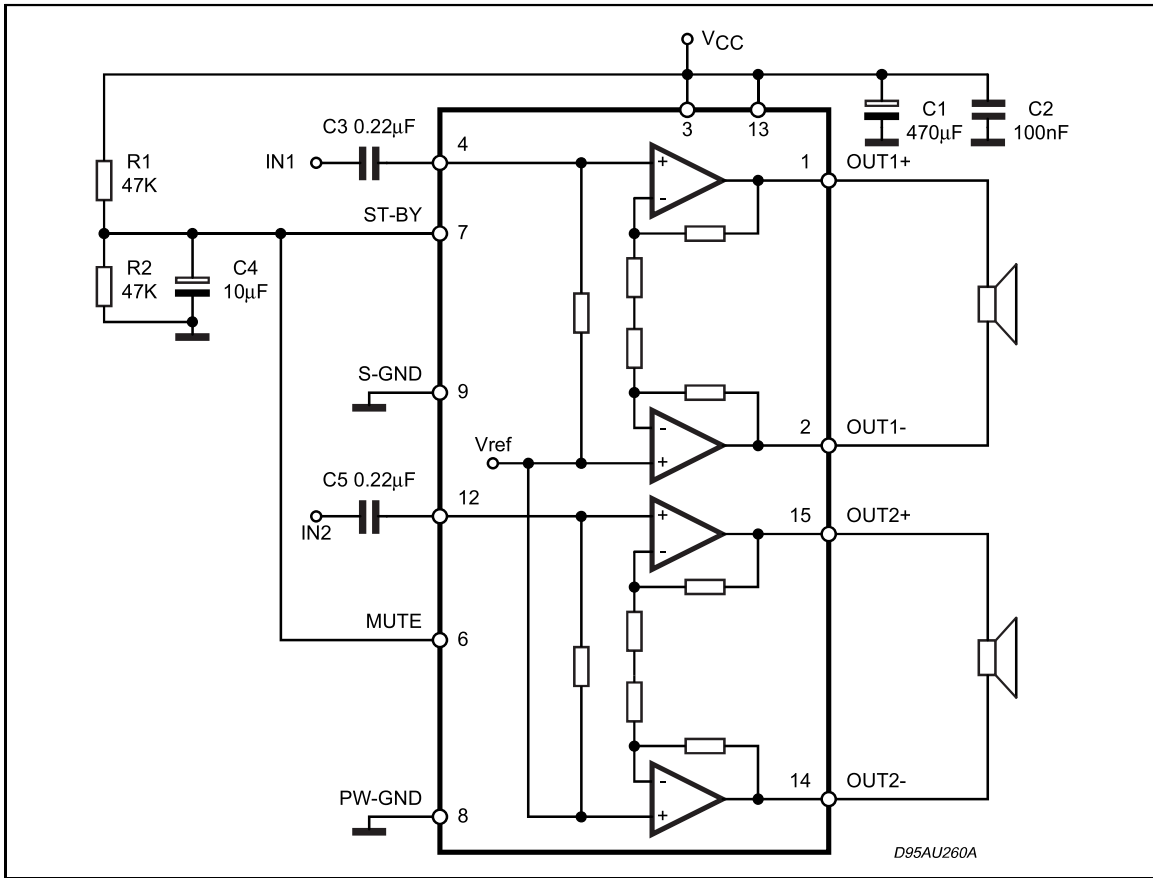 VCC
3
13
C1
470µF
C2
100nF
C3 0.22µF
IN1
4
+
-
1
OUT1+
R1
47K
ST-BY
7
R2
47K
C4
10µF
S-GND
9
-
+
2
OUT1-
Vref
C5 0.22µF
IN2
12
+
-
15
OUT2+
MUTE
6
-
+
14
OUT2-
PW-GND
8
D95AU260A